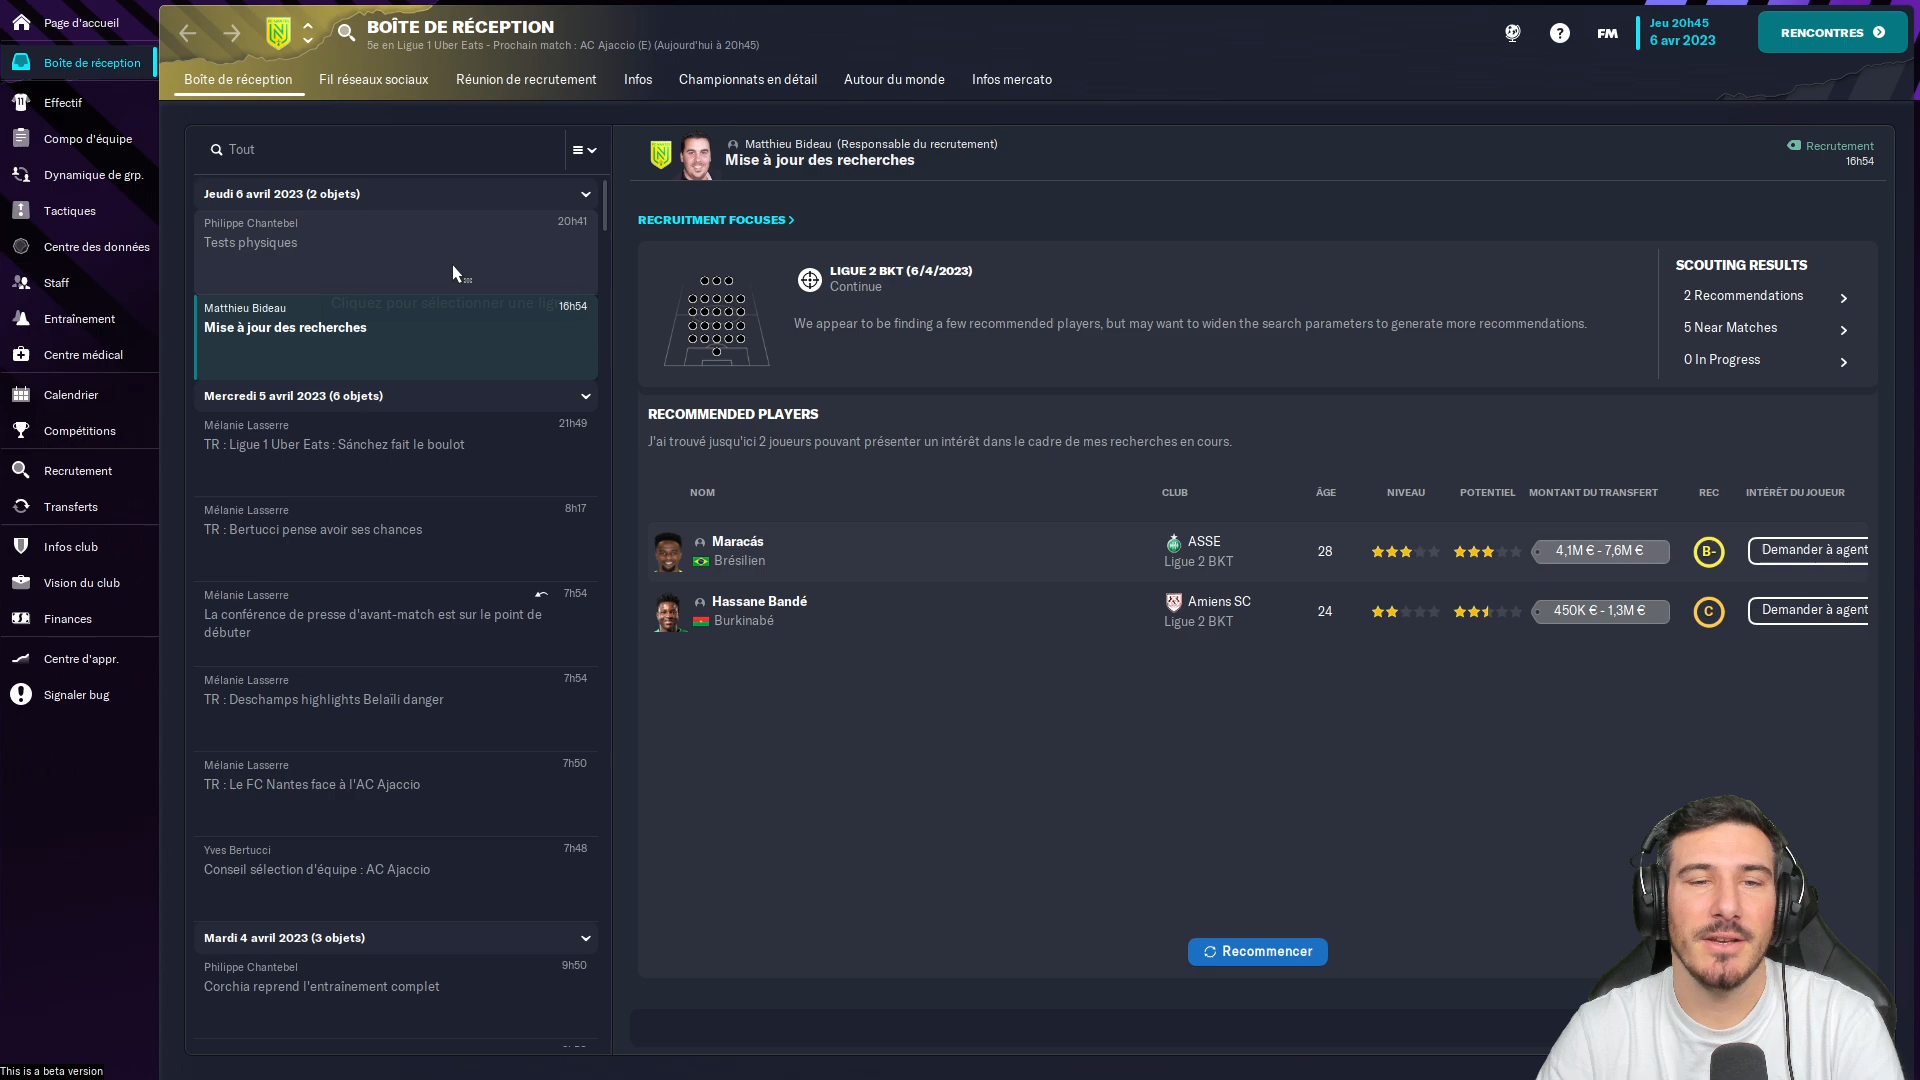 Page d'accueil
Boîte de réception
Effectif
Compo d'équipe
Dynamique de grp.
Tactiques
Centre des données
Staff
Entraînement
Centre médical
Calendrier
Compétitions
Recrutement
Transferts
Infos club
Vision du club
Finances
Centre d'appr.
Signaler bug
This is a beta version
BOÎTE DE RÉCEPTION
5e en Ligue 1 Uber Eats - Prochain match : AC Ajaccio (E) (Aujourd'hui à 20h45)
FM
Jeu 20h45
6 avr 2023
RENCONTRES
Boîte de réception
Fil réseaux sociaux
Réunion de recrutement
Infos
Championnats en détail
Autour du monde
Infos mercato
Tout
Jeudi 6 avril 2023 (2 objets)
Philippe Chantebel 20h41
Tests physiques
Cliquez pour sélectionner une
Matthieu Bideau 16h54
Mise à jour des recherches
Mercredi 5 avril 2023 (6 objets)
Mélanie Lasserre 21h49
TR : Ligue 1 Uber Eats : Sánchez fait le boulot
Mélanie Lasserre 8h17
TR : Bertucci pense avoir ses chances
Mélanie Lasserre 7h54
La conférence de presse d'avant-match est sur le point de
débuter
Mélanie Lasserre 7h54
TR : Deschamps highlights Belaïli danger
Mélanie Lasserre 7h50
TR : Le FC Nantes face à l'AC Ajaccio
Yves Bertucci 7h48
Conseil sélection d'équipe : AC Ajaccio
Mardi 4 avril 2023 (3 objets)
Philippe Chantebel 9h50
Corchia reprend l'entraînement complet
Matthieu Bideau (Responsable du recrutement)
Mise à jour des recherches
Recrutement
16h54
RECRUITMENT FOCUSES
LIGUE 2 BKT (6/4/2023)
Continue
We appear to be finding a few recommended players, but may want to widen the search parameters to generate more recommendations.
SCOUTING RESULTS
2 Recommendations
5 Near Matches
0 In Progress
RECOMMENDED PLAYERS
J'ai trouvé jusqu'ici 2 joueurs pouvant présenter un intérêt dans le cadre de mes recherches en cours.
NOM CLUB ÂGE NIVEAU POTENTIEL MONTANT DU TRANSFERT REC INTÉRÊT DU JOUEUR
Maracás ASSE 28 4,1M € - 7,6M € B- Demander à agent
Brésilien Ligue 2 BKT
Hassane Bandé Amiens SC 24 450K € - 1,3M € C Demander à agent
Burkinabé Ligue 2 BKT
Recommencer